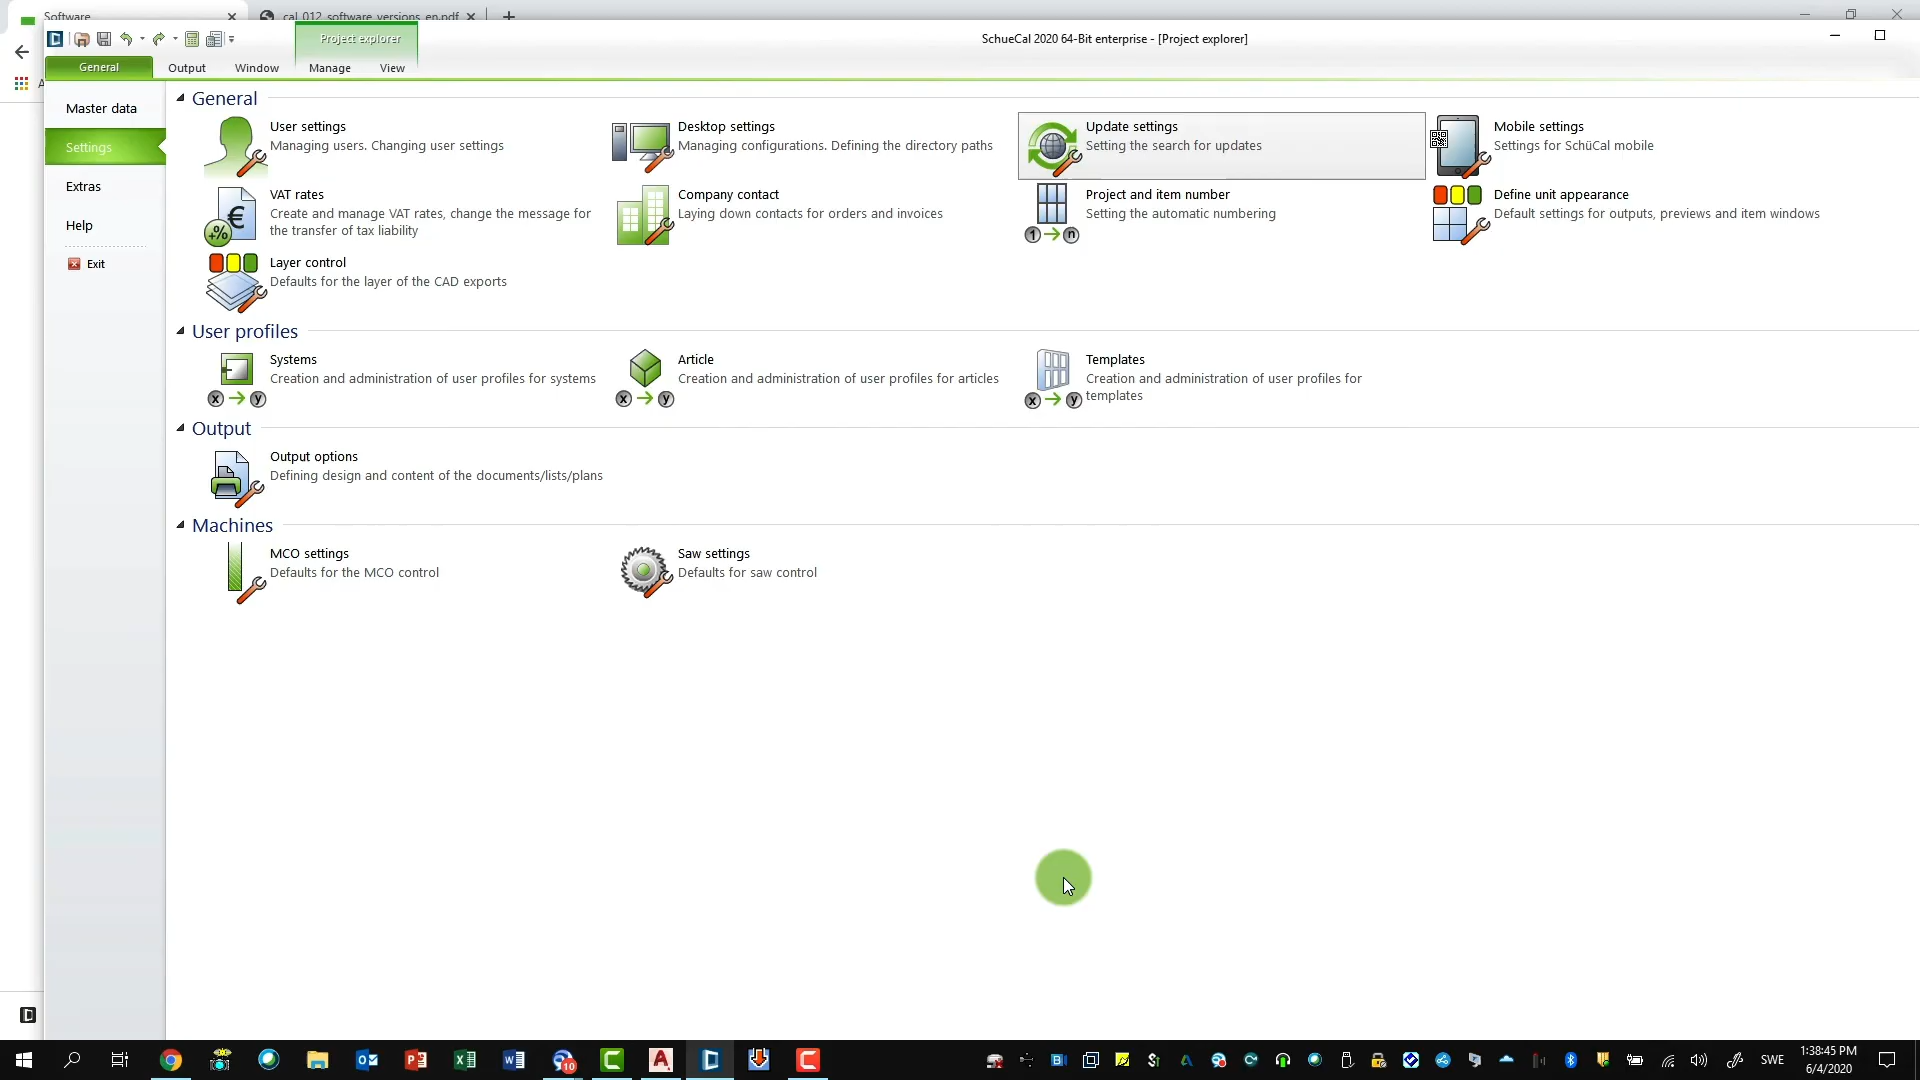 Software
cal_012_software_versions_en.pdf
Project explorer
SchueCal 2020 64-Bit enterprise - [Project explorer]
General
Output
Window
Manage
View
A
Master data
Settings
Extras
Help
Exit
General
User settings
Managing users. Changing user settings
Desktop settings
Managing configurations. Defining the directory paths
Update settings
Setting the search for updates
Mobile settings
Settings for SchüCal mobile
VAT rates
Create and manage VAT rates, change the message for
the transfer of tax liability
Company contact
Laying down contacts for orders and invoices
Project and item number
Setting the automatic numbering
Define unit appearance
Default settings for outputs, previews and item windows
Layer control
Defaults for the layer of the CAD exports
User profiles
Systems
Creation and administration of user profiles for systems
Article
Creation and administration of user profiles for articles
Templates
Creation and administration of user profiles for
templates
Output
Output options
Defining design and content of the documents/lists/plans
Machines
MCO settings
Defaults for the MCO control
Saw settings
Defaults for saw control
10
SWE
1:38:45 PM
6/4/2020